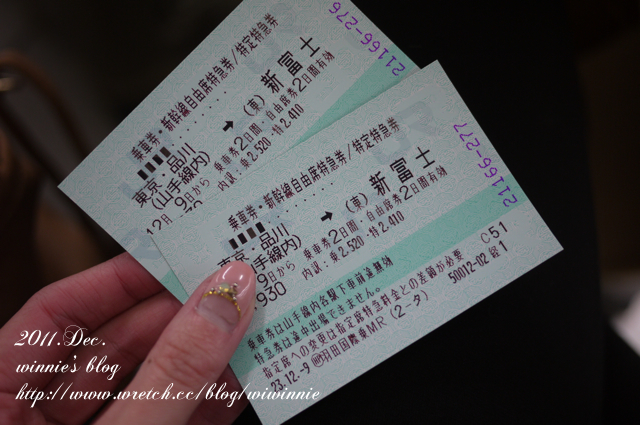 21166-276
乗車券・新幹線自由席特急券/特定特急券
東京・品川
(山手線内)
➡
(東)新富士
12月 9日から
乗車券2日間・自由席券2日間有効
内訳:乗2,520・特2,410
21166-277
乗車券・新幹線自由席特急券/特定特急券
東京・品川
山手線内)
➡
(東)新富士
9日から
乗車券2日間・自由席券2日間有効
内訳:乗2,520・特2,410
930
C51
乗車券は山手線内各駅下車前途無効
特急券は途中出場できません。
指定席への変更は指定席特急料金との差額が必要
23.12.-9 羽田国際乗MR (2-タ) 50012-02 経1
2011.Dec.
winnie's blog
http://www.wretch.cc/blog/wiwinnie